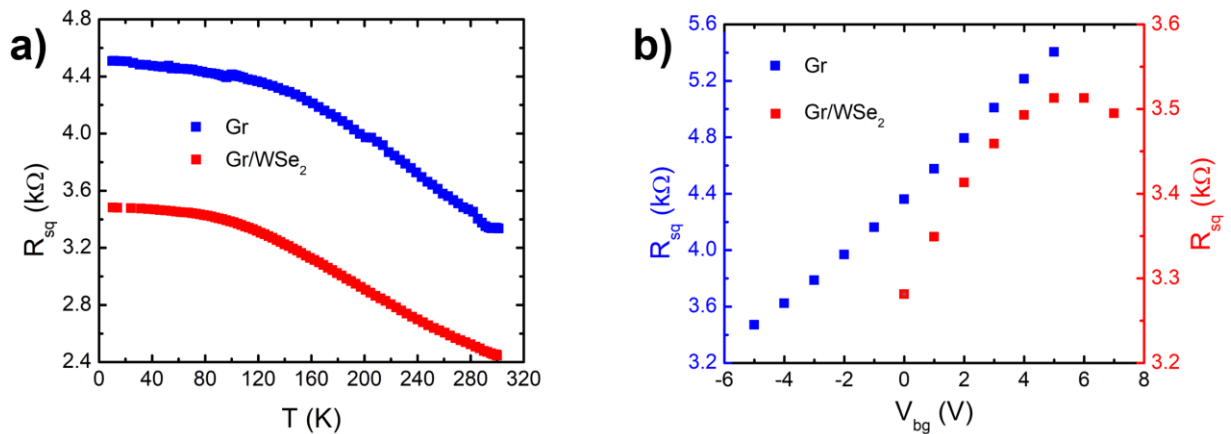 a)
4.8
4.4
4.0
3.6
3.2
2.8
2.4
R_sq (kΩ)
Gr
Gr/WSe₂
0 40 80 120 160 200 240 280 320
T (K)
b)
5.6
5.2
4.8
4.4
4.0
3.6
3.2
R_sq (kΩ)
Gr
Gr/WSe₂
3.6
3.5
3.4
3.3
3.2
R_sq (kΩ)
-6 -4 -2 0 2 4 6 8
V_bg (V)